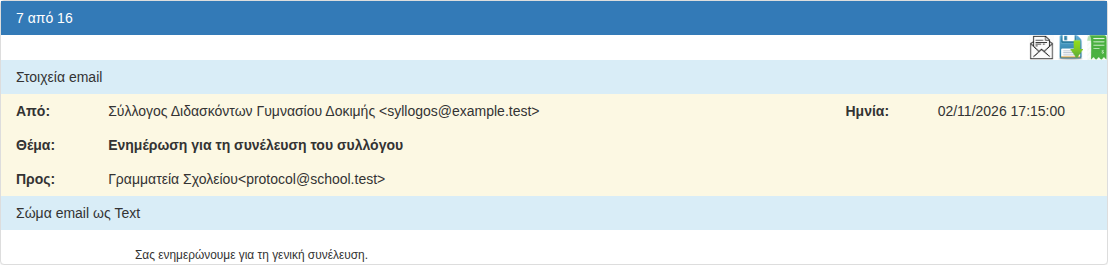 7 από 16
Στοιχεία email
Από: Σύλλογος Διδασκόντων Γυμνασίου Δοκιμής <syllogos@example.test> Ημνία: 02/11/2026 17:15:00
Θέμα: Ενημέρωση για τη συνέλευση του συλλόγου
Προς: Γραμματεία Σχολείου<protocol@school.test>
Σώμα email ως Text
Σας ενημερώνουμε για τη γενική συνέλευση.